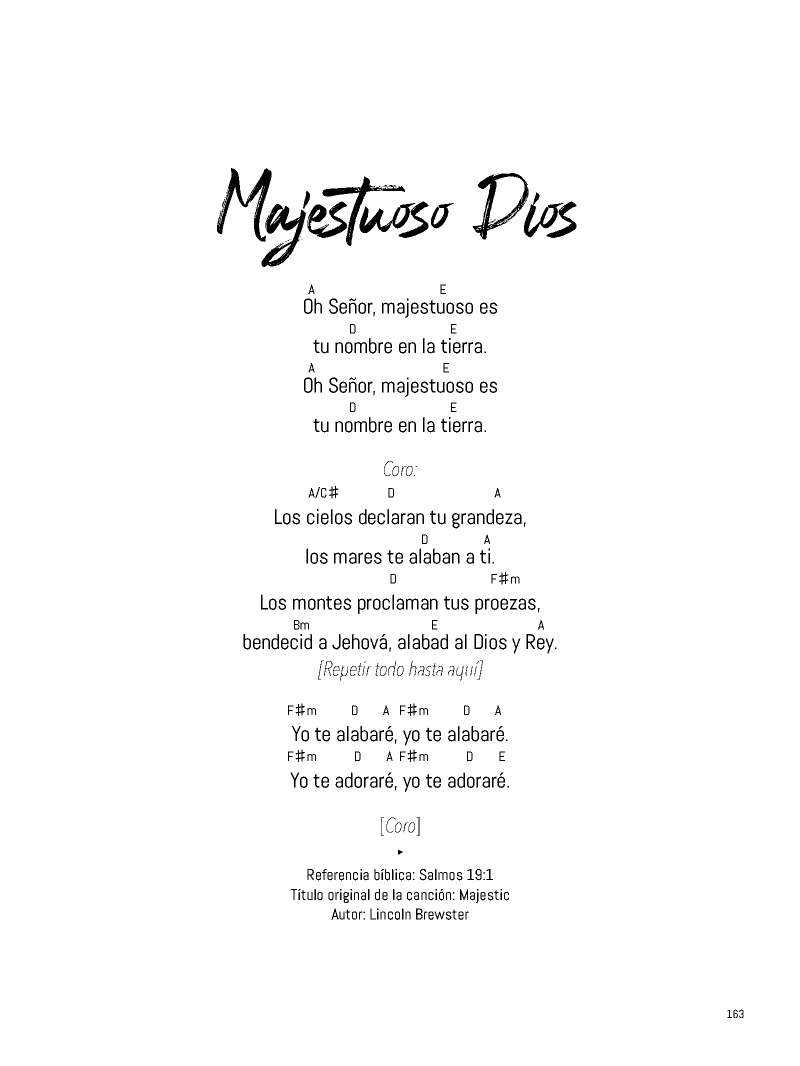 Majestuoso Dios
A E
Oh Señor, majestuoso es
D E
tu nombre en la tierra.
A E
Oh Señor, majestuoso es
D E
tu nombre en la tierra.
Coro:
A/C♯ D A
Los cielos declaran tu grandeza,
D A
los mares te alaban a ti.
D F♯m
Los montes proclaman tus proezas,
Bm E A
bendecid a Jehová, alabad al Dios y Rey.
[Repetir todo hasta aquí]
F♯m D A F♯m D A
Yo te alabaré, yo te alabaré.
F♯m D A F♯m D E
Yo te adoraré, yo te adoraré.
[Coro]
Referencia bíblica: Salmos 19:1
Título original de la canción: Majestic
Autor: Lincoln Brewster
163